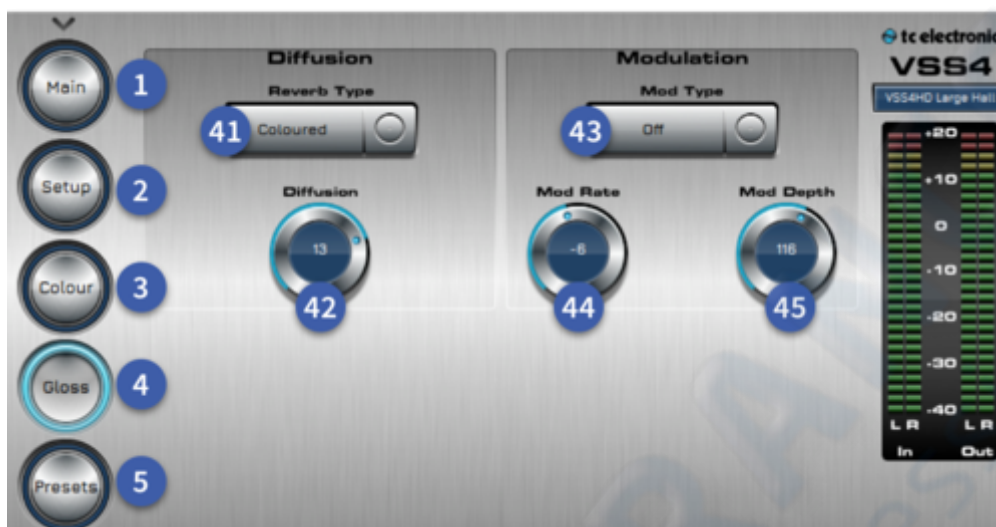 tc electronic
VSS4
VSS4HD Large Hall
Main
1
Setup
2
Colour
3
Gloss
4
Presets
5
Diffusion
Reverb Type
41
Coloured
Diffusion
13
42
Modulation
Mod Type
43
Off
Mod Rate
-6
44
Mod Depth
116
45
+20
+10
0
-10
-20
-30
-40
L R
L R
In
Out